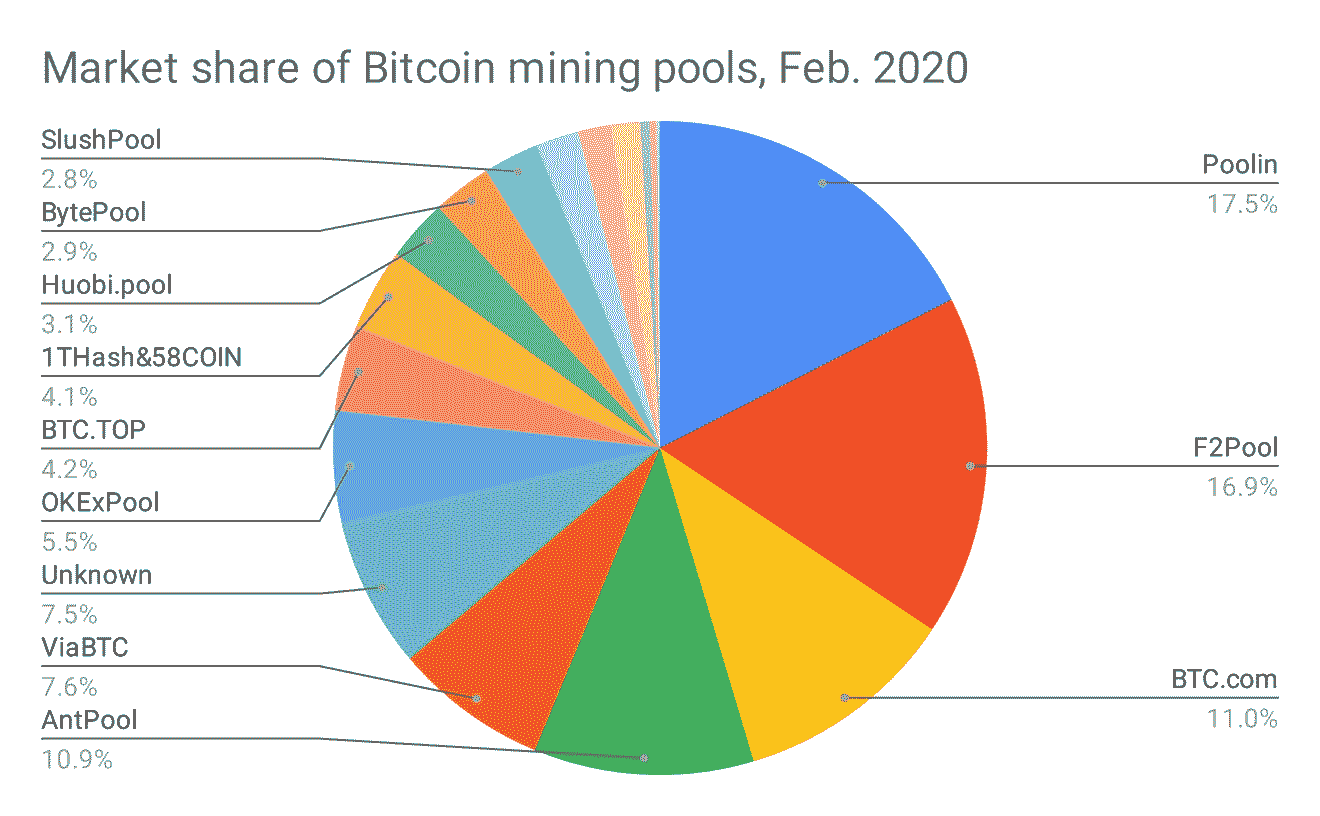 Market share of Bitcoin mining pools, Feb. 2020
SlushPool
2.8%
BytePool
2.9%
Huobi.pool
3.1%
1THash&58COIN
4.1%
BTC.TOP
4.2%
OKExPool
5.5%
Unknown
7.5%
ViaBTC
7.6%
AntPool
10.9%
Poolin
17.5%
F2Pool
16.9%
BTC.com
11.0%